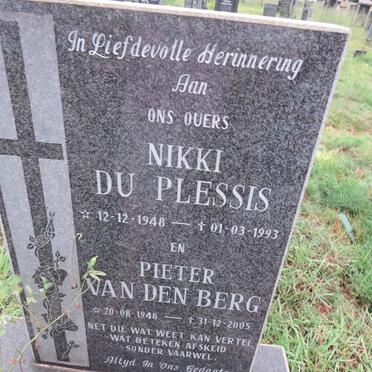 In Liefdevolle Herinnering
Aan
ONS OUERS
NIKKI
DU PLESSIS
☆ 12-12-1948 — † 01-03-1993
EN
PIETER
VAN DEN BERG
☆ 20-08-1948 — † 31-12-2005
NET DIE WAT WEET KAN VERTEL
WAT BETEKEN AFSKEID
SONDER VAARWEL
Altyd In Ons Gedagte